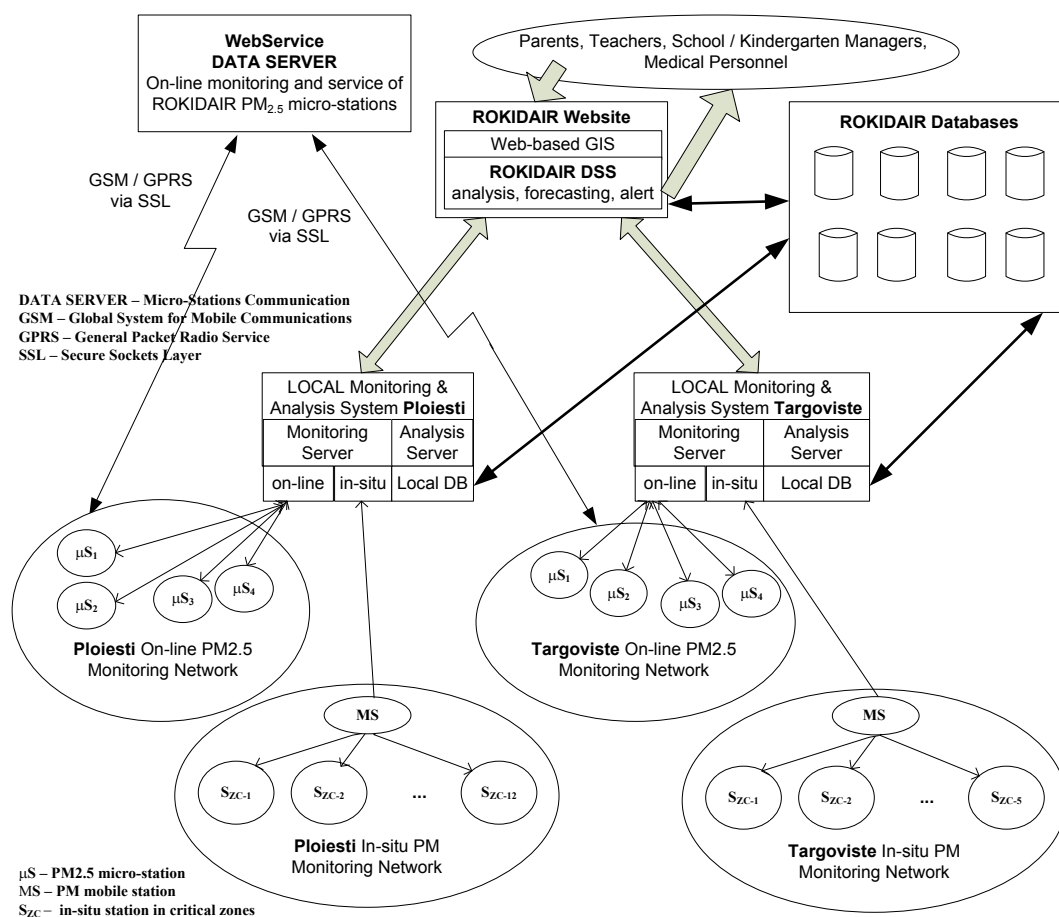 WebService
DATA SERVER
On-line monitoring and service of
ROKIDAIR PM2.5 micro-stations
Parents, Teachers, School / Kindergarten Managers,
Medical Personnel
ROKIDAIR Website
Web-based GIS
ROKIDAIR DSS
analysis, forecasting, alert
ROKIDAIR Databases
GSM / GPRS
via SSL
GSM / GPRS
via SSL
DATA SERVER – Micro-Stations Communication
GSM – Global System for Mobile Communications
GPRS – General Packet Radio Service
SSL – Secure Sockets Layer
LOCAL Monitoring &
Analysis System Ploiesti
Monitoring
Server
Analysis
Server
on-line
in-situ
Local DB
LOCAL Monitoring &
Analysis System Targoviste
Monitoring
Server
Analysis
Server
on-line
in-situ
Local DB
μS1
μS2
μS3
μS4
Ploiesti On-line PM2.5
Monitoring Network
μS1
μS2
μS3
μS4
Targoviste On-line PM2.5
Monitoring Network
MS
SZC-1
SZC-2
...
SZC-12
Ploiesti In-situ PM
Monitoring Network
MS
SZC-1
SZC-2
...
SZC-5
Targoviste In-situ PM
Monitoring Network
μS – PM2.5 micro-station
MS – PM mobile station
SZC – in-situ station in critical zones